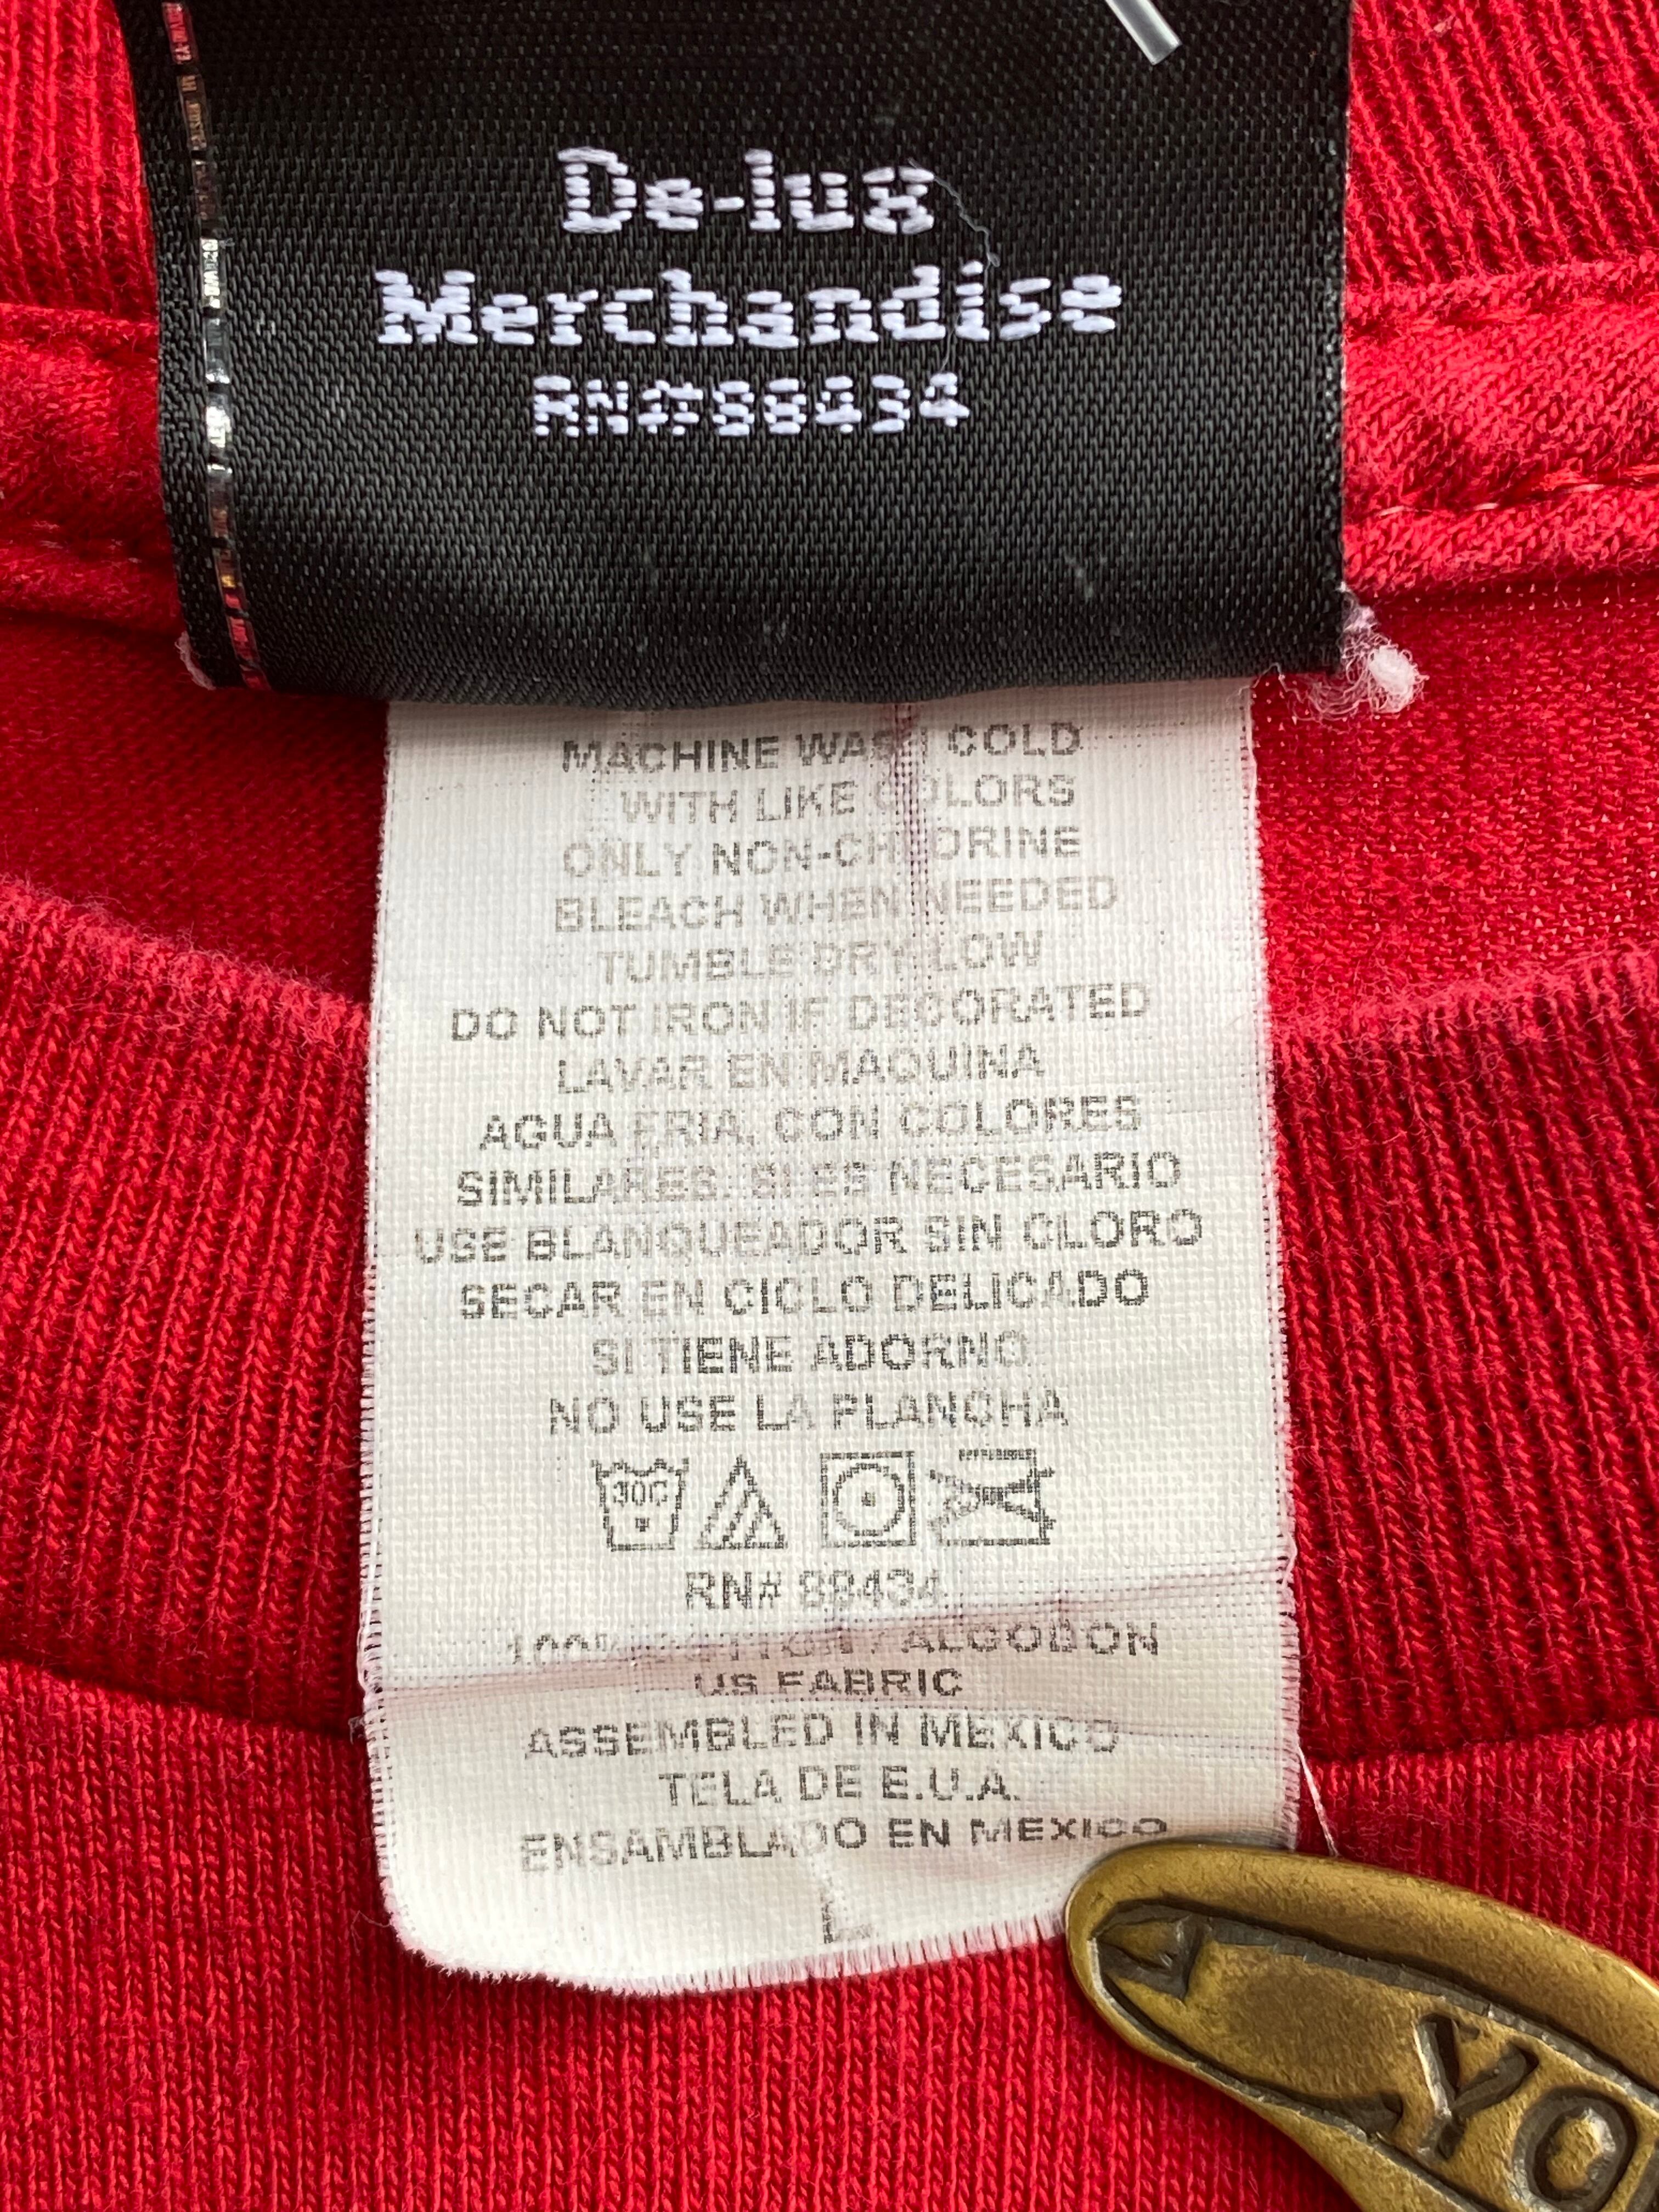 De-lux
Merchandise
RN#88434
MACHINE WASH COLD
WITH LIKE COLORS
ONLY NON-CHLORINE
BLEACH WHEN NEEDED
TUMBLE DRY LOW
DO NOT IRON IF DECORATED
LAVAR EN MAQUINA
AGUA FRIA, CON COLORES
SIMILARES. SI ES NECESARIO
USE BLANQUEADOR SIN CLORO
SECAR EN CICLO DELICADO
SI TIENE ADORNO,
NO USE LA PLANCHA
30C
RN# 88434
100% COTTON / ALGODON
US FABRIC
ASSEMBLED IN MEXICO
TELA DE E.U.A.
ENSAMBLADO EN MEXICO
L
YO